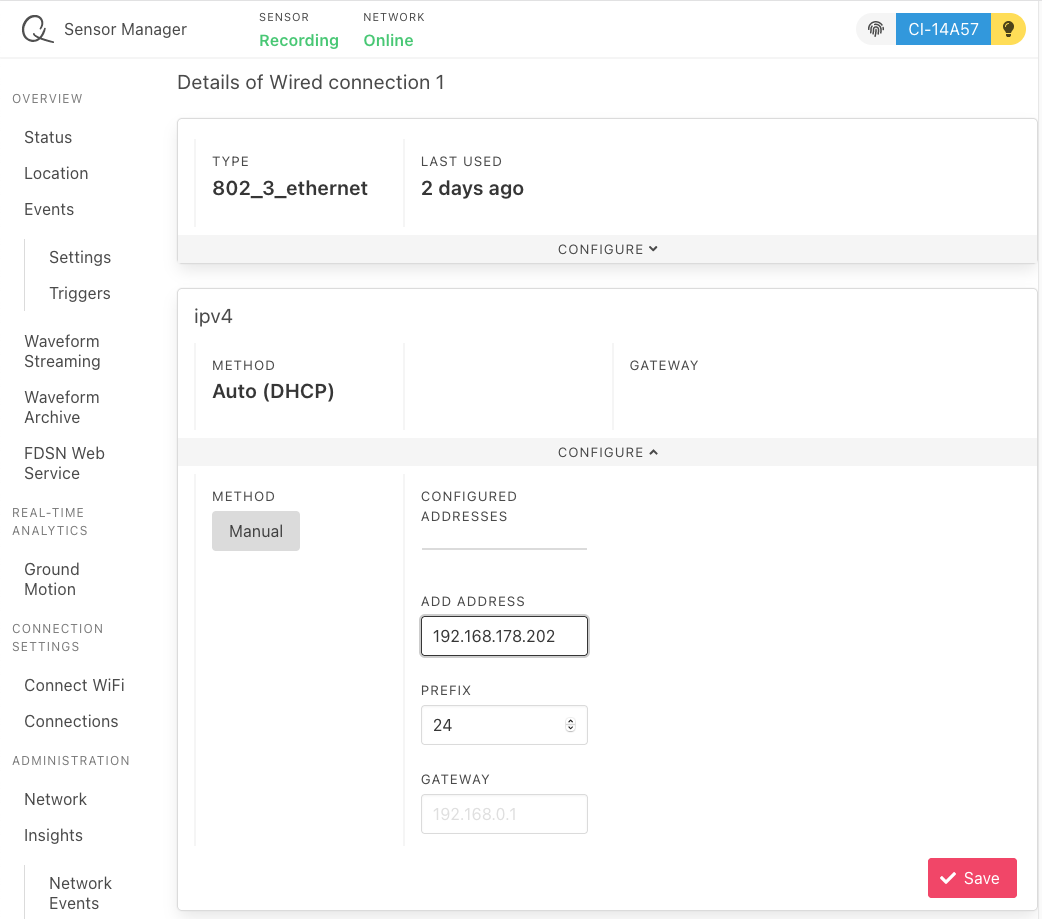 Sensor Manager
SENSOR
Recording
NETWORK
Online
CI-14A57
OVERVIEW
Status
Location
Events
Settings
Triggers
Waveform
Streaming
Waveform
Archive
FDSN Web
Service
REAL-TIME
ANALYTICS
Ground
Motion
CONNECTION
SETTINGS
Connect WiFi
Connections
ADMINISTRATION
Network
Insights
Network
Events
Details of Wired connection 1
TYPE
802_3_ethernet
LAST USED
2 days ago
CONFIGURE
ipv4
METHOD
Auto (DHCP)
GATEWAY
CONFIGURE
METHOD
Manual
CONFIGURED
ADDRESSES
ADD ADDRESS
192.168.178.202
PREFIX
24
GATEWAY
192.168.0.1
Save